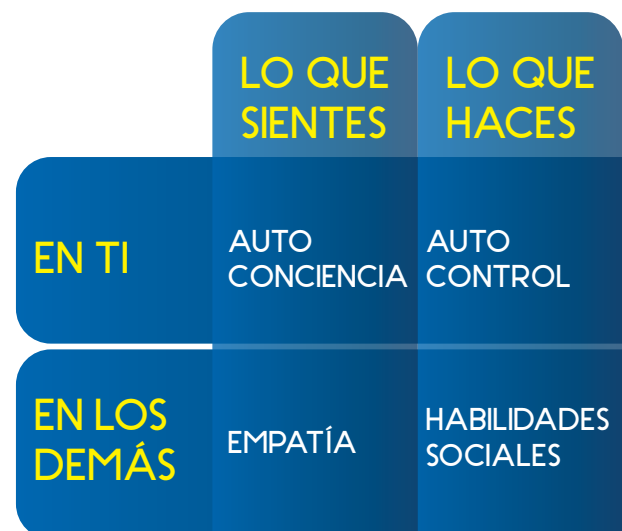 LO QUE
SIENTES
LO QUE
HACES
EN TI
AUTO
CONCIENCIA
AUTO
CONTROL
EN LOS
DEMÁS
EMPATÍA
HABILIDADES
SOCIALES